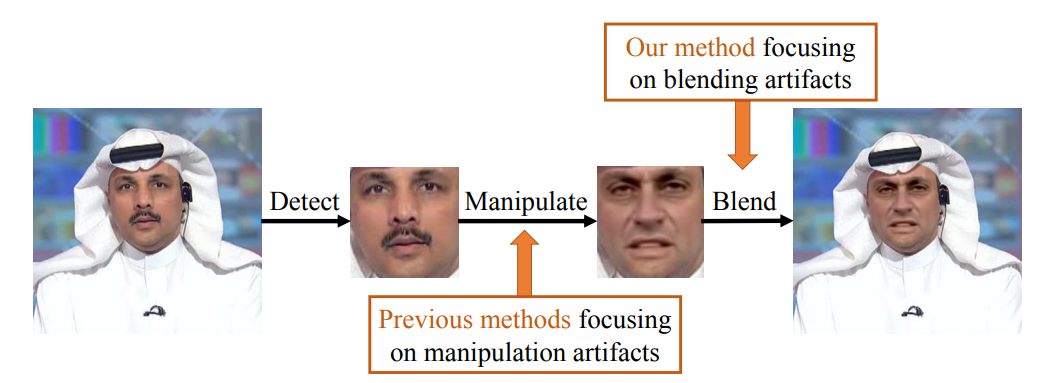 Our method focusing
on blending artifacts
Detect
Manipulate
Blend
Previous methods focusing
on manipulation artifacts